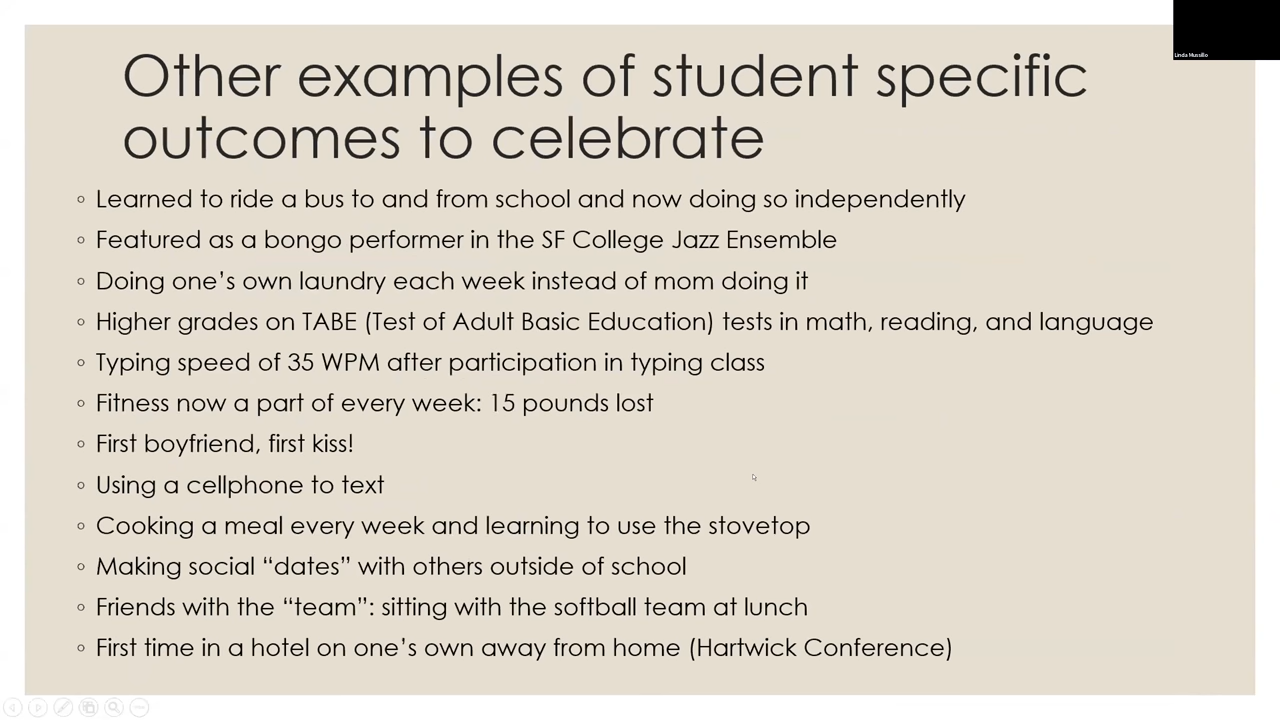 Linda Mussillo
Other examples of student specific
outcomes to celebrate
◦ Learned to ride a bus to and from school and now doing so independently
◦ Featured as a bongo performer in the SF College Jazz Ensemble
◦ Doing one’s own laundry each week instead of mom doing it
◦ Higher grades on TABE (Test of Adult Basic Education) tests in math, reading, and language
◦ Typing speed of 35 WPM after participation in typing class
◦ Fitness now a part of every week: 15 pounds lost
◦ First boyfriend, first kiss!
◦ Using a cellphone to text
◦ Cooking a meal every week and learning to use the stovetop
◦ Making social “dates” with others outside of school
◦ Friends with the “team”: sitting with the softball team at lunch
◦ First time in a hotel on one’s own away from home (Hartwick Conference)